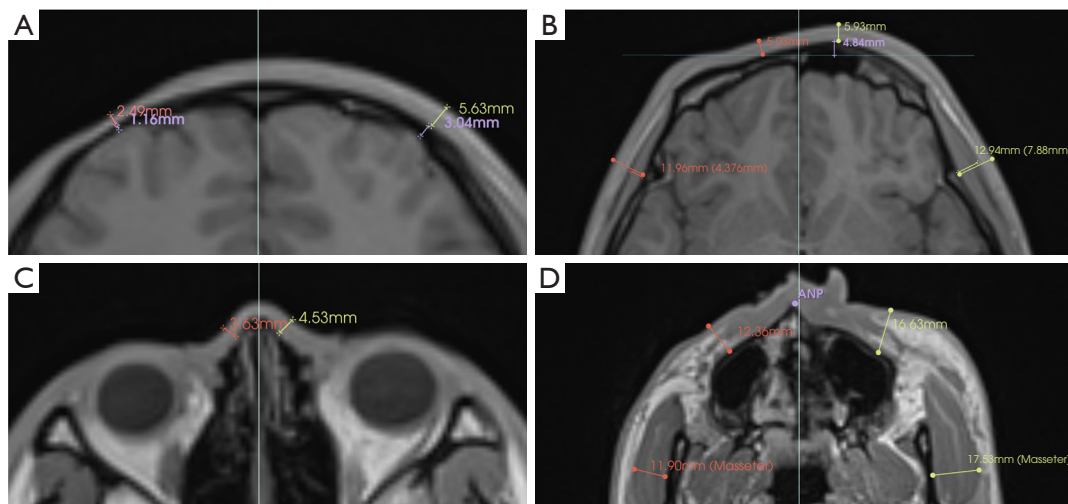 A
2.49mm
1.16mm
5.63mm
3.04mm
B
5.93mm
4.84mm
11.96mm (4.376mm)
12.94mm (7.88mm
C
3.63mm
4.53mm
D
ANP
12.36mm
16.63mm
11.90mm (Masseter)
17.53mm (Masseter)